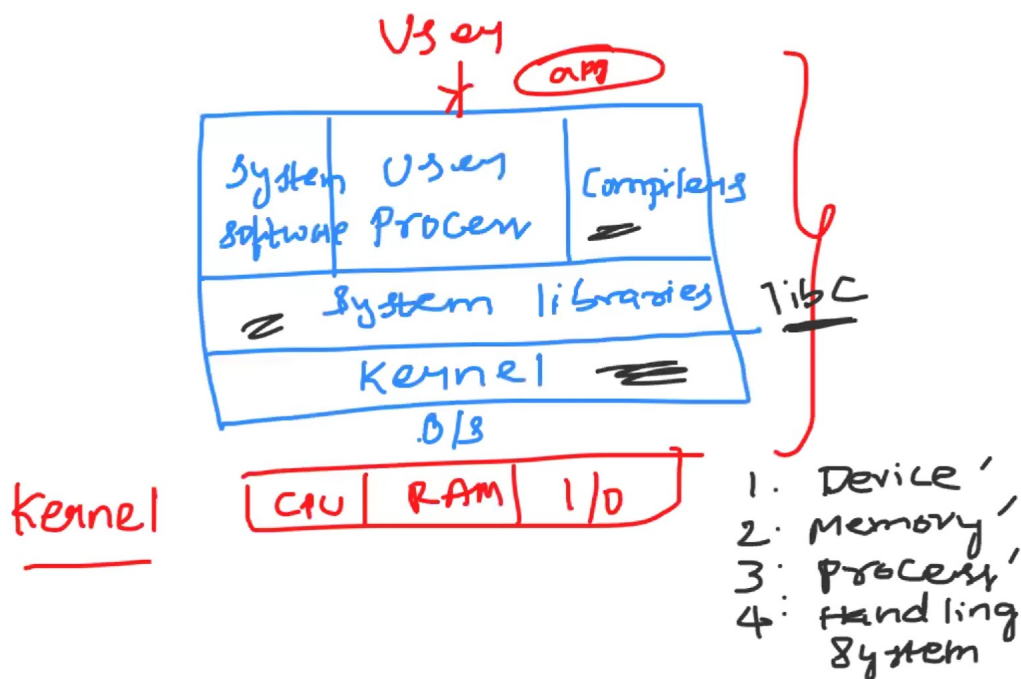 User
app
System User Compilers
software Process
System libraries
libC
Kernel
O/S
Kernel
CPU RAM I/O
1. Device
2. Memory
3. Process
4. Handling
System